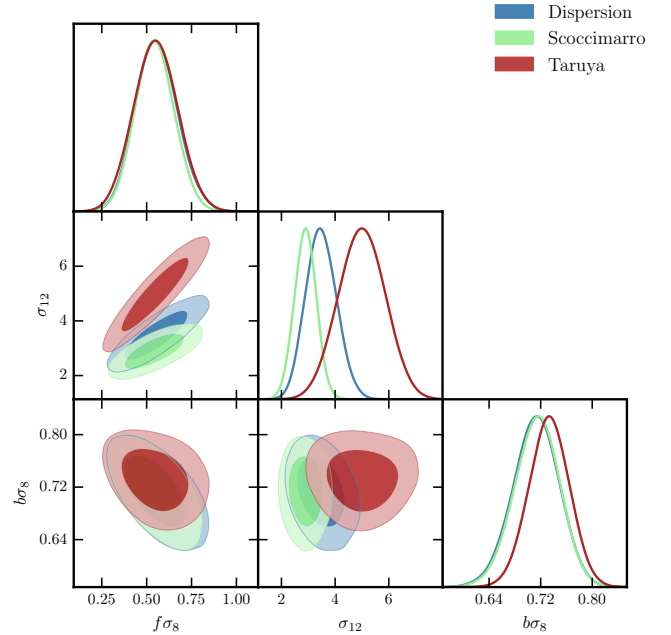 Dispersion
Scoccimarro
Taruya
6
4
2
σ12
0.80
0.72
0.64
bσ8
0.25 0.50 0.75 1.00
fσ8
2 4 6
σ12
0.64 0.72 0.80
bσ8